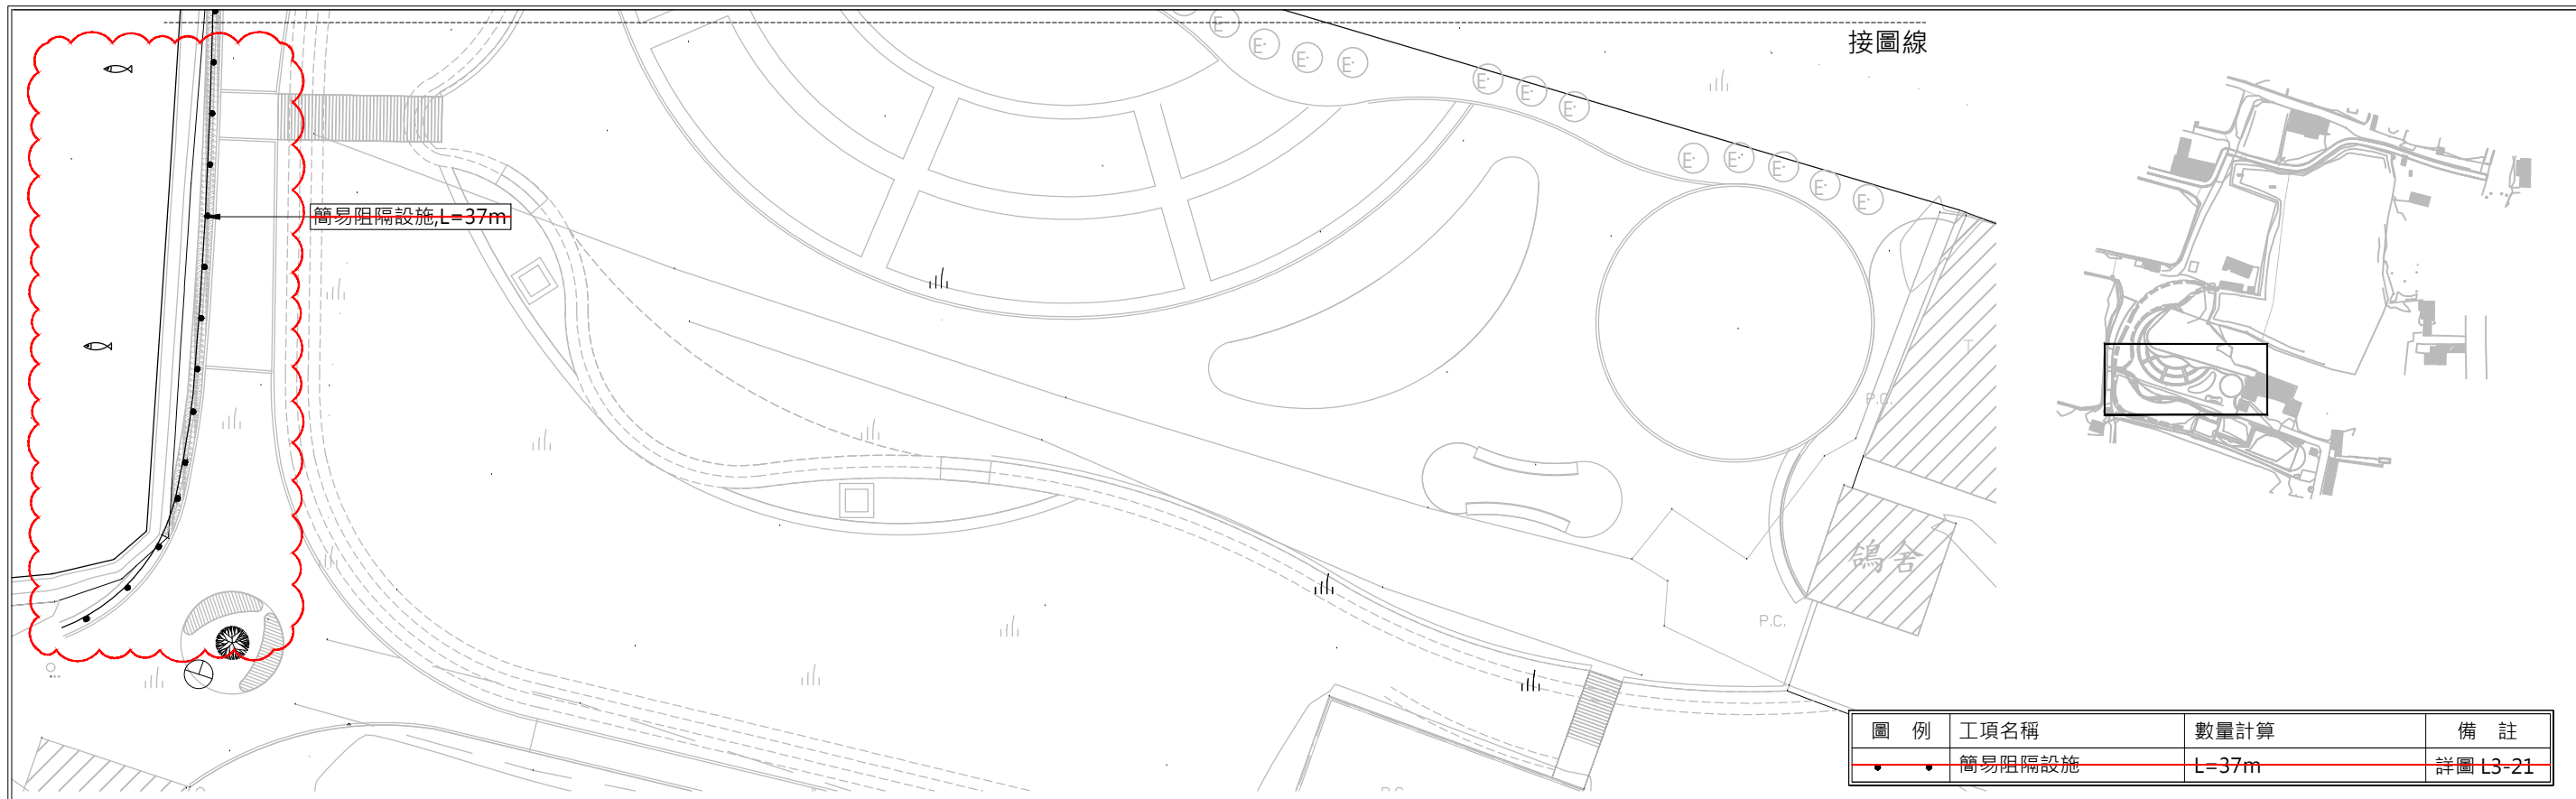 接圖線
E E E E E E E
E E E E E
簡易阻隔設施,L=37m
T
P.C.
鴿舍
P.C.
圖 例 工項名稱 數量計算 備 註
簡易阻隔設施 L=37m 詳圖 L3-21